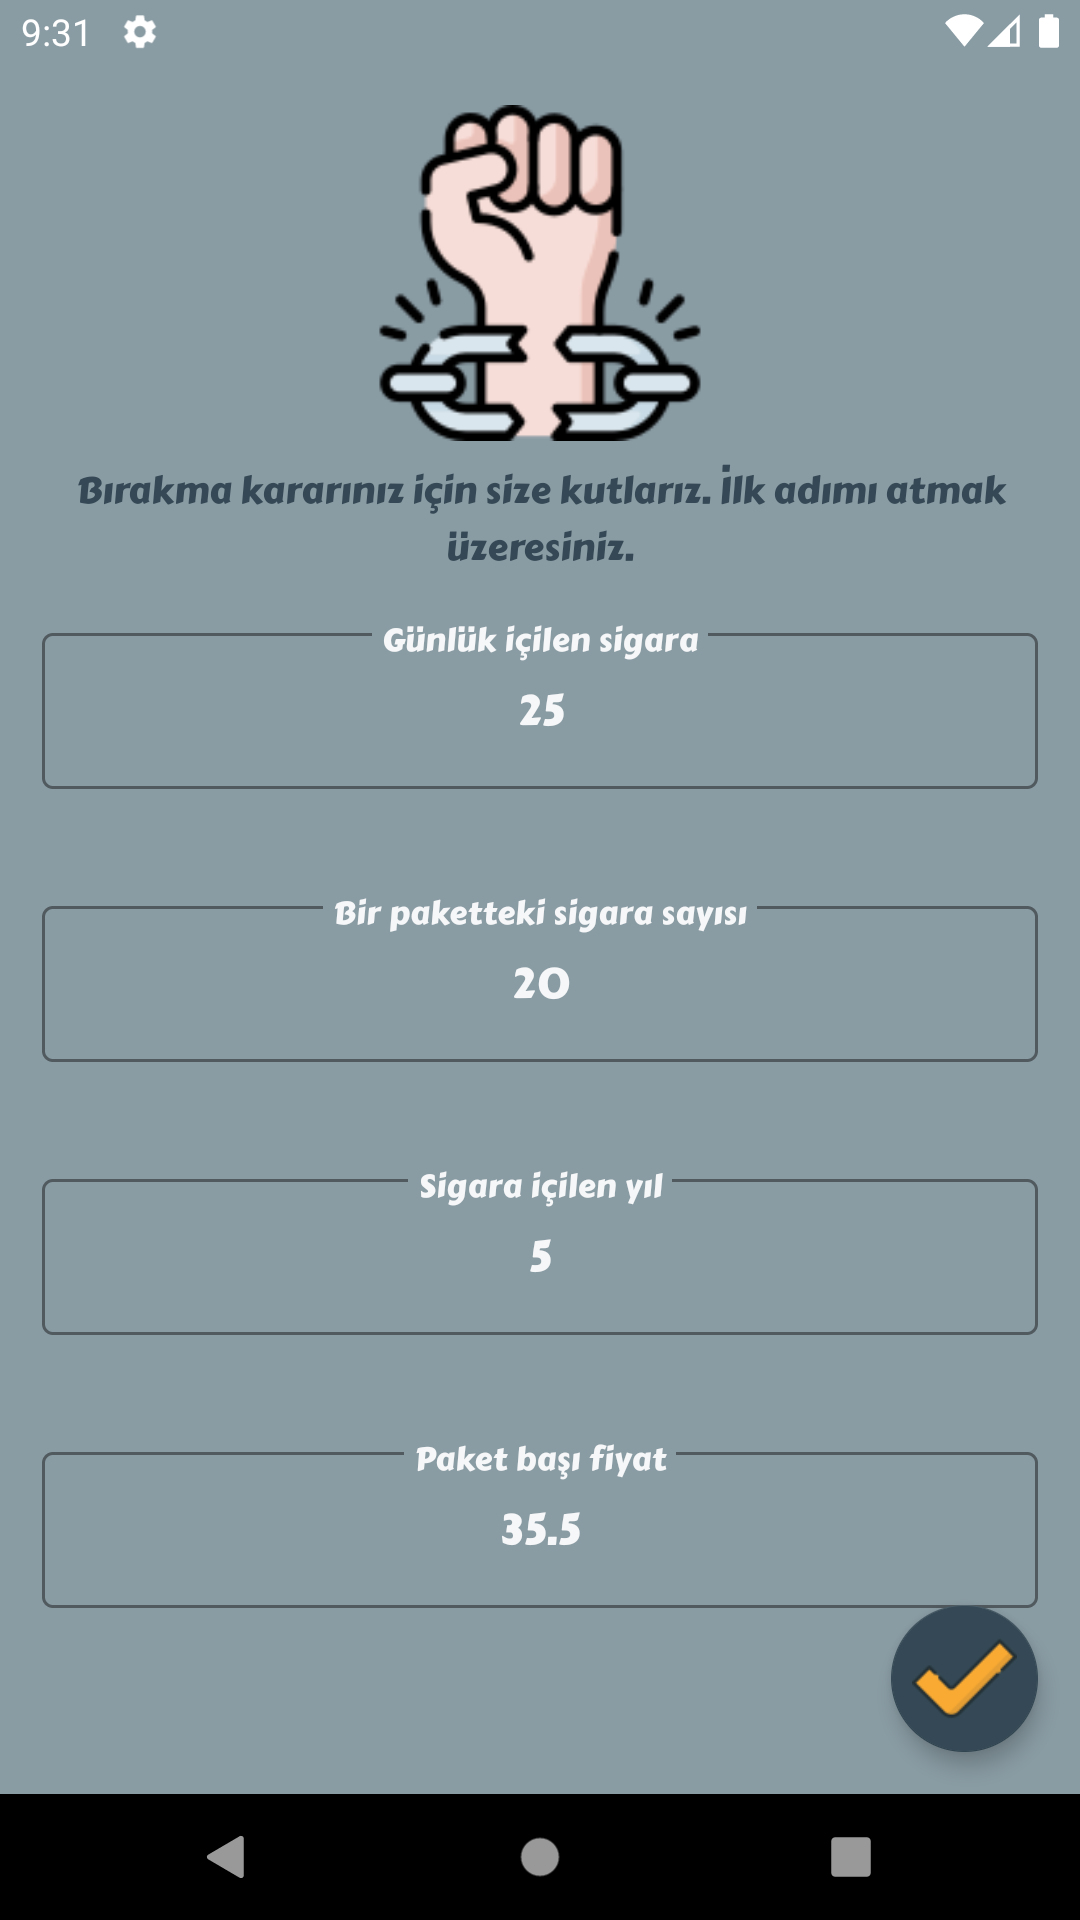 9:31
Bırakma kararınız için size kutlarız. İlk adımı atmak
üzeresiniz.
Günlük içilen sigara
25
Bir paketteki sigara sayısı
20
Sigara içilen yıl
5
Paket başı fiyat
35.5